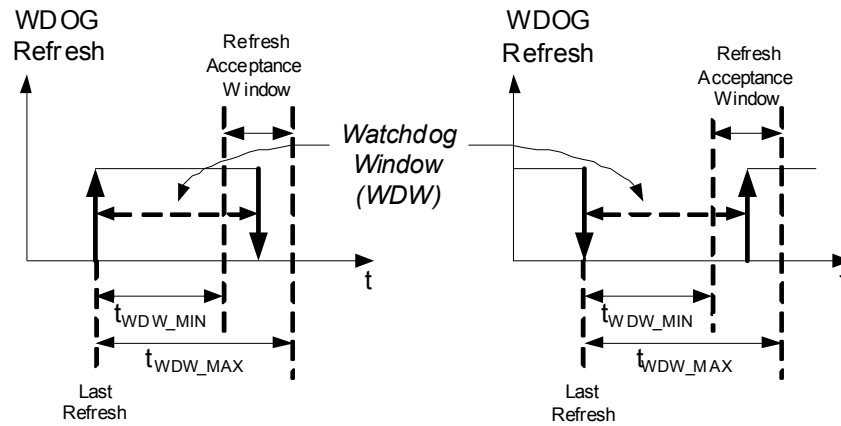 WDOG
Refresh
Refresh
Acceptance
Window
t
tWDW_MIN
tWDW_MAX
Last
Refresh
Watchdog
Window
(WDW)
WDOG
Refresh
Refresh
Acceptance
Window
t
tWDW_MIN
tWDW_MAX
Last
Refresh